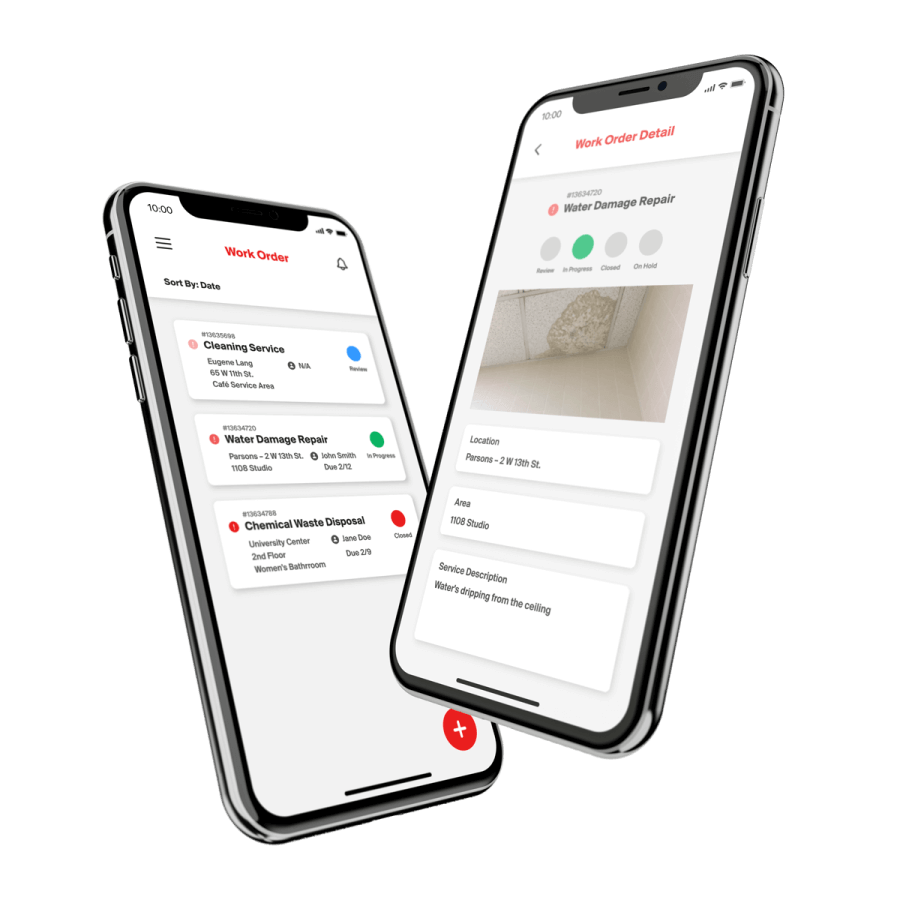 10:00
Work Order
Sort By: Date
#13635698
Cleaning Service
Eugene Lang
N/A
65 W 11th St.
Café Service Area
Review
#13634720
Water Damage Repair
Parsons – 2 W 13th St.
John Smith
1108 Studio
Due 2/12
In Progress
#13634788
Chemical Waste Disposal
University Center
Jane Doe
2nd Floor
Due 2/9
Women's Bathrroom
Closed
10:00
Work Order Detail
#13634720
Water Damage Repair
Review
In Progress
Closed
On Hold
Location
Parsons – 2 W 13th St.
Area
1108 Studio
Service Description
Water's dripping from the ceiling